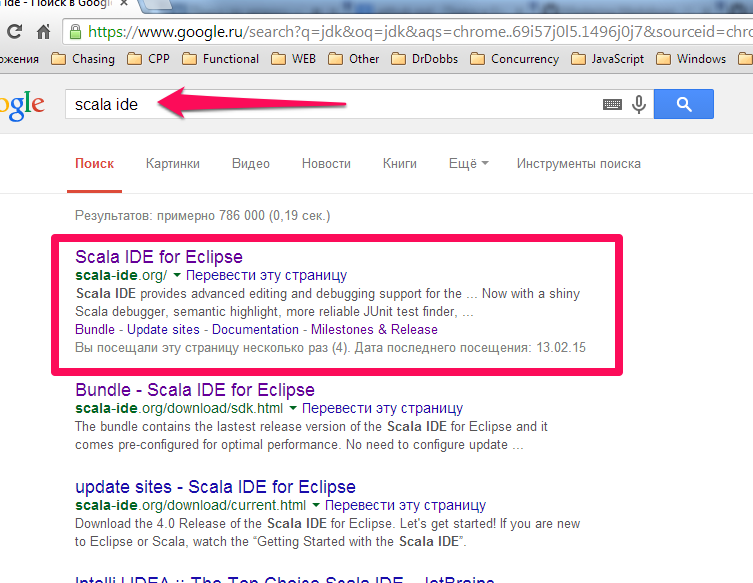 ide - Поиск в Googl
https://www.google.ru/search?q=jdk&oq=jdk&aqs=chrome..69i57j0l5.1496j0j7&sourceid=chro
Chasing CPP Functional WEB Other DrDobbs Concurrency JavaScript Windows
scala ide
Поиск Картинки Видео Новости Книги Ещё Инструменты поиска
Результатов: примерно 786 000 (0,19 сек.)
Scala IDE for Eclipse
scala-ide.org/ Перевести эту страницу
Scala IDE provides advanced editing and debugging support for the ... Now with a shiny
Scala debugger, semantic highlight, more reliable JUnit test finder, ...
Bundle - Update sites - Documentation - Milestones & Release
Вы посещали эту страницу несколько раз (4). Дата последнего посещения: 13.02.15
Bundle - Scala IDE for Eclipse
scala-ide.org/download/sdk.html Перевести эту страницу
The bundle contains the lastest release version of the Scala IDE for Eclipse and it
comes pre-configured for optimal performance. No need to configure update ...
update sites - Scala IDE for Eclipse
scala-ide.org/download/current.html Перевести эту страницу
Download the 4.0 Release of the Scala IDE for Eclipse. Let's get started! If you are new
to Eclipse or Scala, watch the “Getting Started with the Scala IDE”.
IntelliJ IDEA :: The Top Choice Scala IDE - JetBrains